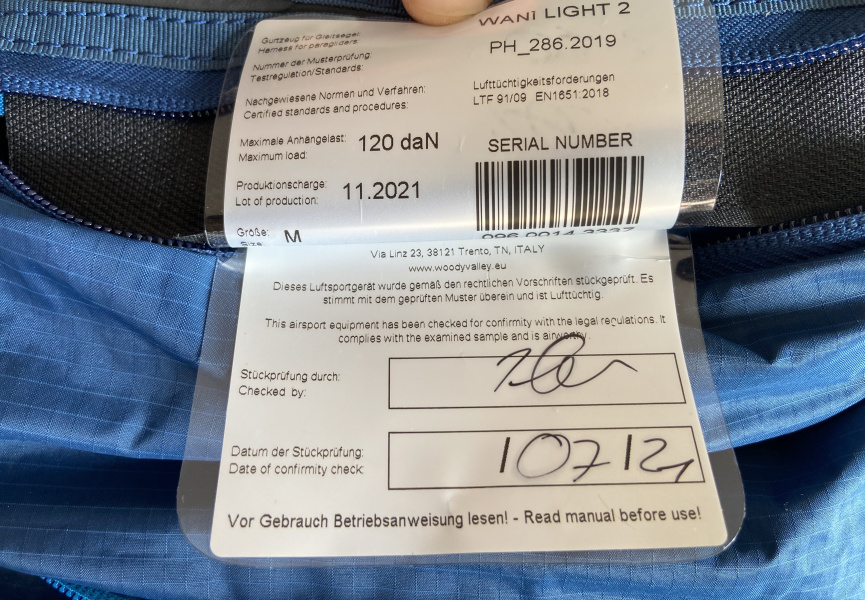 WANI LIGHT 2
Gurtzeug für Gleitsegel:
Harness for paragliders:
Nummer der Musterprüfung: PH_286.2019
Testregulation/Standards:
Nachgewiesene Normen und Verfahren: Lufttüchtigkeitsforderungen
Certified standards and procedures: LTF 91/09 EN1651:2018
Maximale Anhängelast: 120 daN
Maximum load:
SERIAL NUMBER
Produktionscharge: 11.2021
Lot of production:
Größe: M
Size:
096 0014 3337
Via Linz 23, 38121 Trento, TN, ITALY
www.woodyvalley.eu
Dieses Luftsportgerät wurde gemäß den rechtlichen Vorschriften stückgeprüft. Es
stimmt mit dem geprüften Muster überein und ist Lufttüchtig.
This airsport equipment has been checked for confirmity with the legal regulations. It
complies with the examined sample and is airworthy.
Stückprüfung durch:
Checked by:
Datum der Stückprüfung:
Date of confirmity check:
Vor Gebrauch Betriebsanweisung lesen! - Read manual before use!